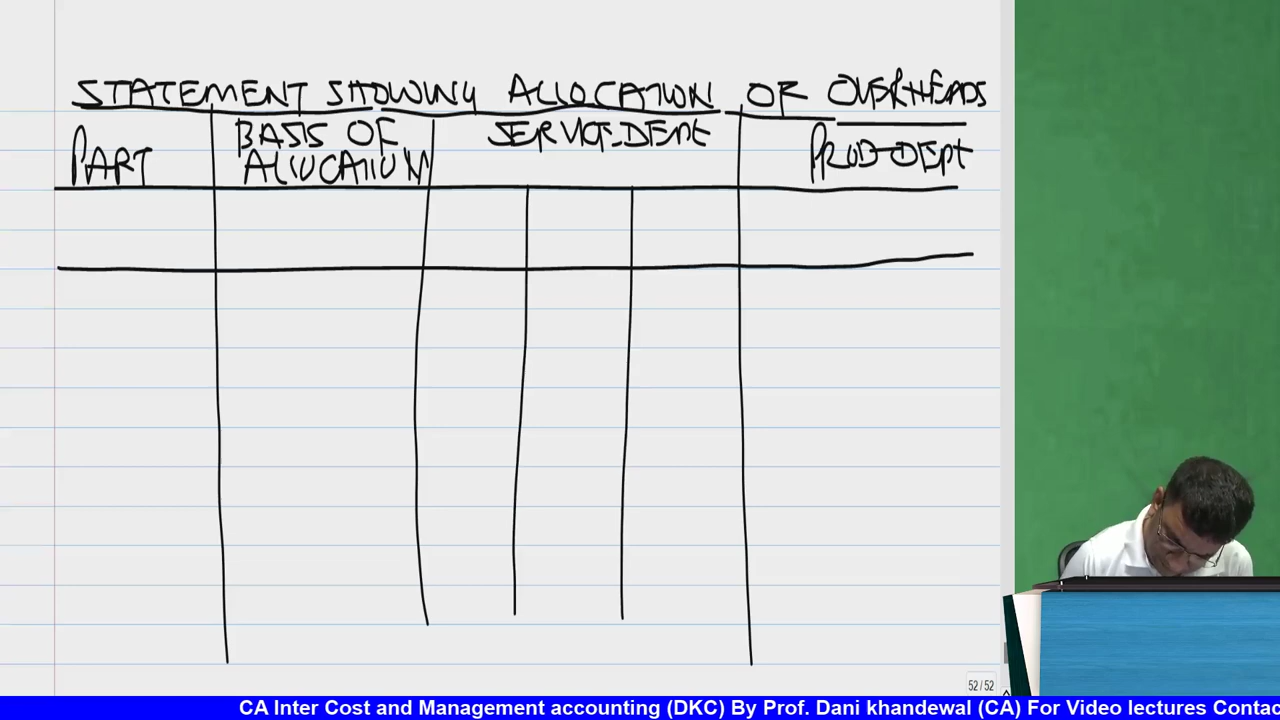 STATEMENT SHOWING ALLOCATION OF OVERHEADS
PART
BASIS OF
ALLOCATION
SERVICE DEPT
PROD DEPT
52 / 52
CA Inter Cost and Management accounting (DKC) By Prof. Dani khandewal (CA) For Video lectures Contac